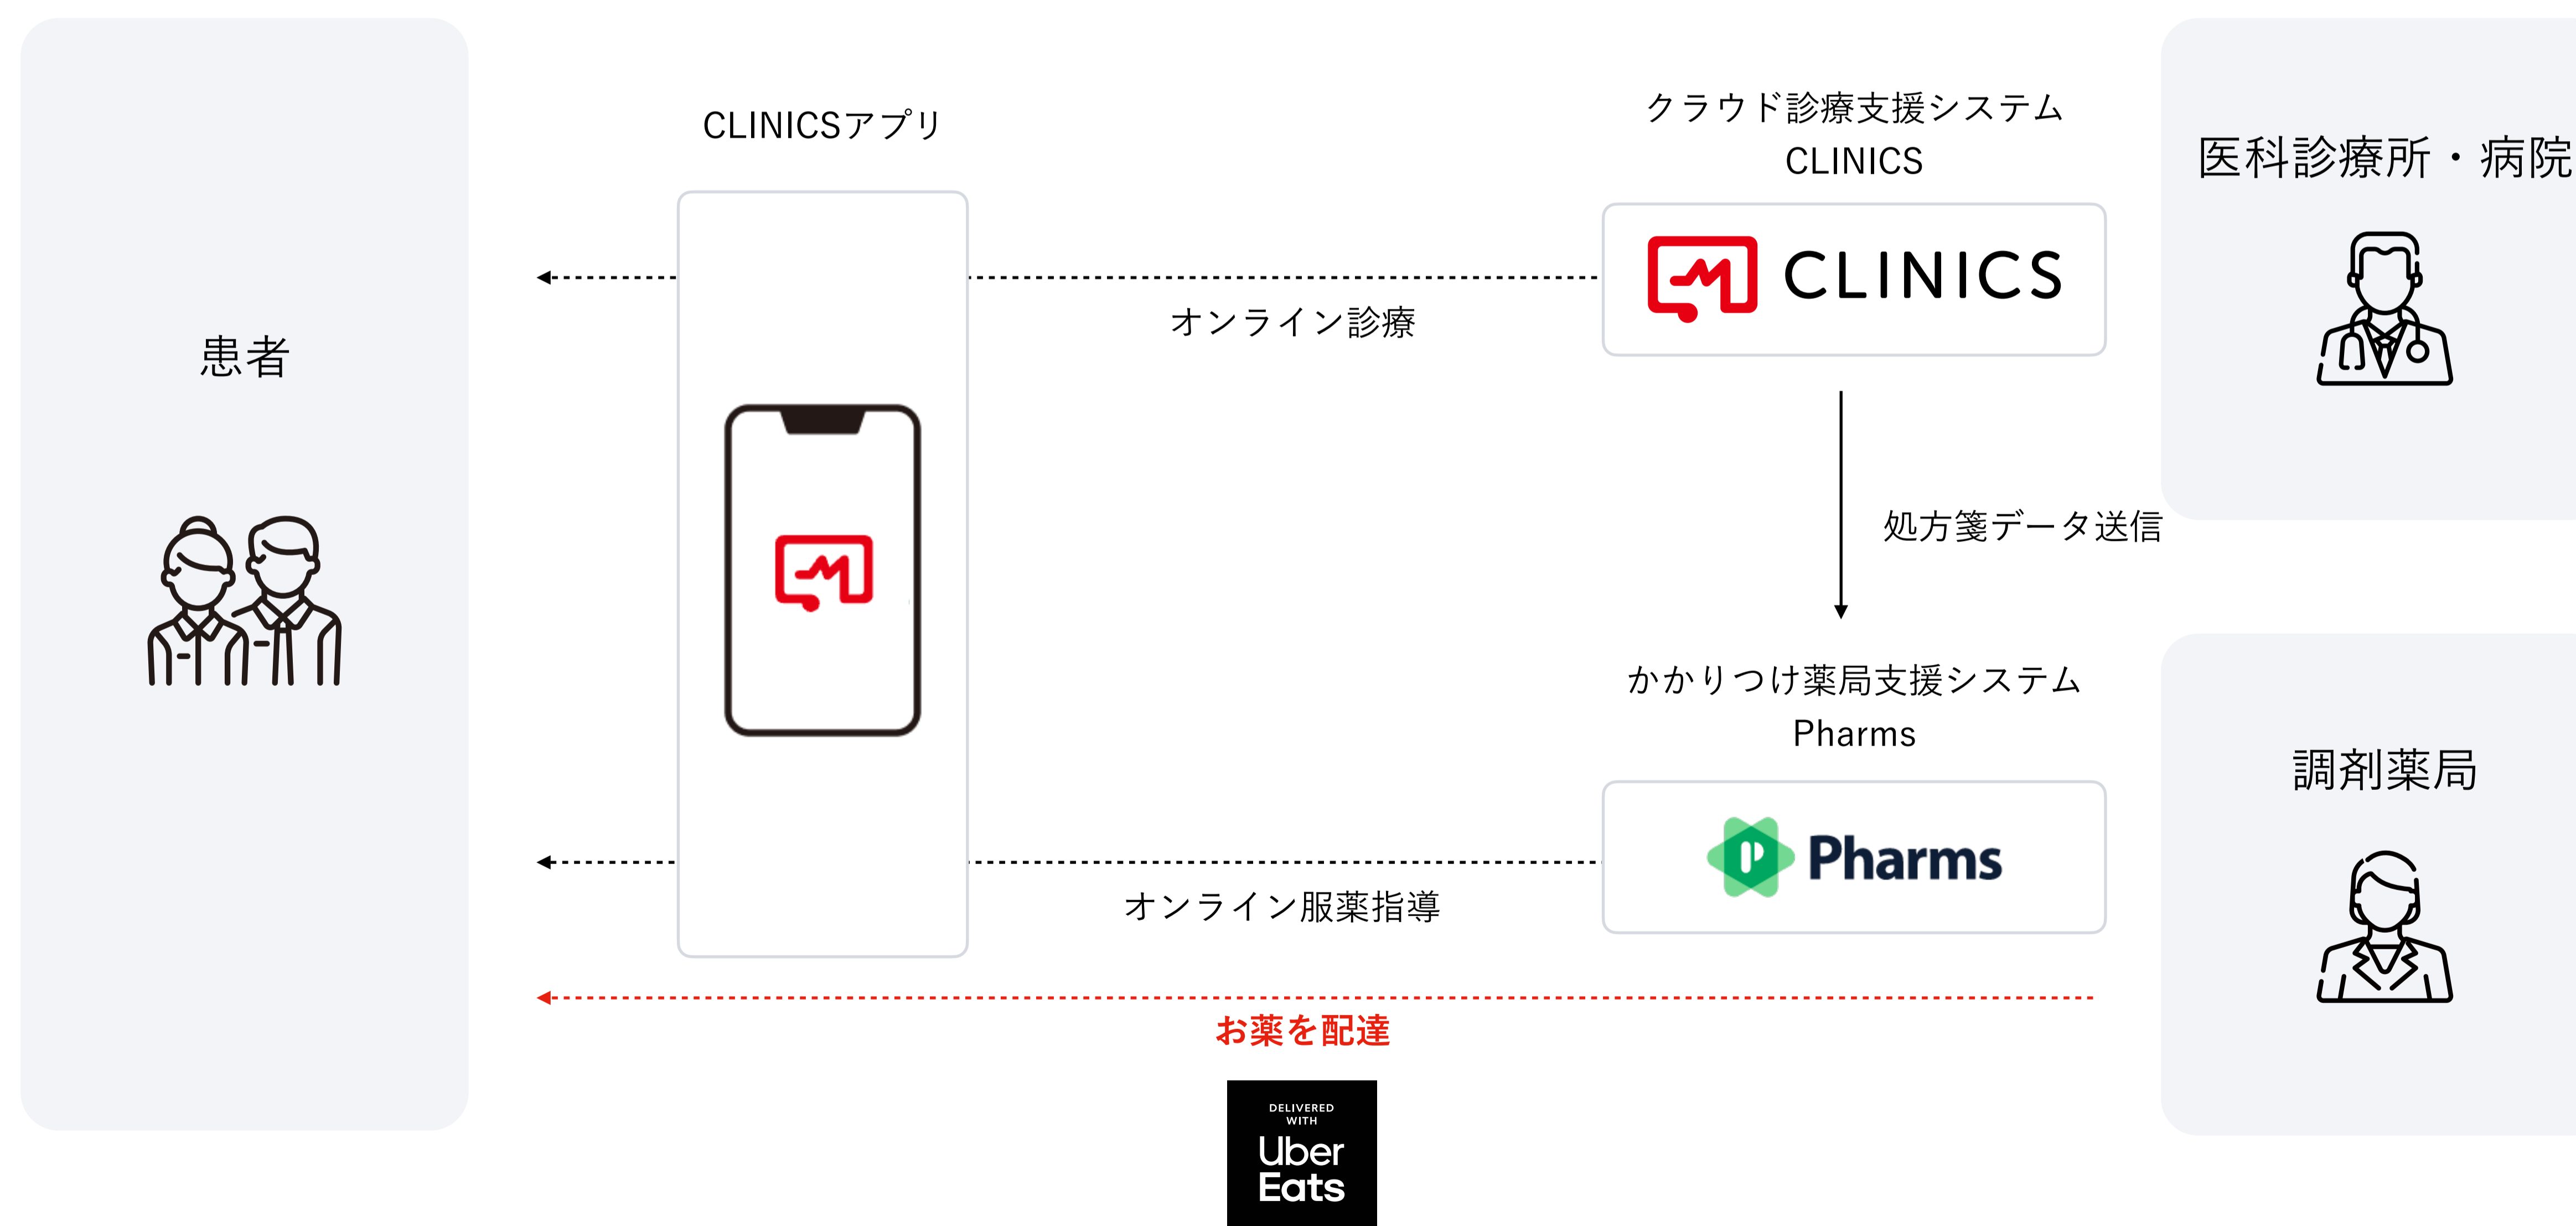 患者
CLINICSアプリ
クラウド診療支援システム
CLINICS
CLINICS
医科診療所・病院
オンライン診療
処方箋データ送信
かかりつけ薬局支援システム
Pharms
Pharms
調剤薬局
オンライン服薬指導
お薬を配達
DELIVERED
WITH
Uber
Eats